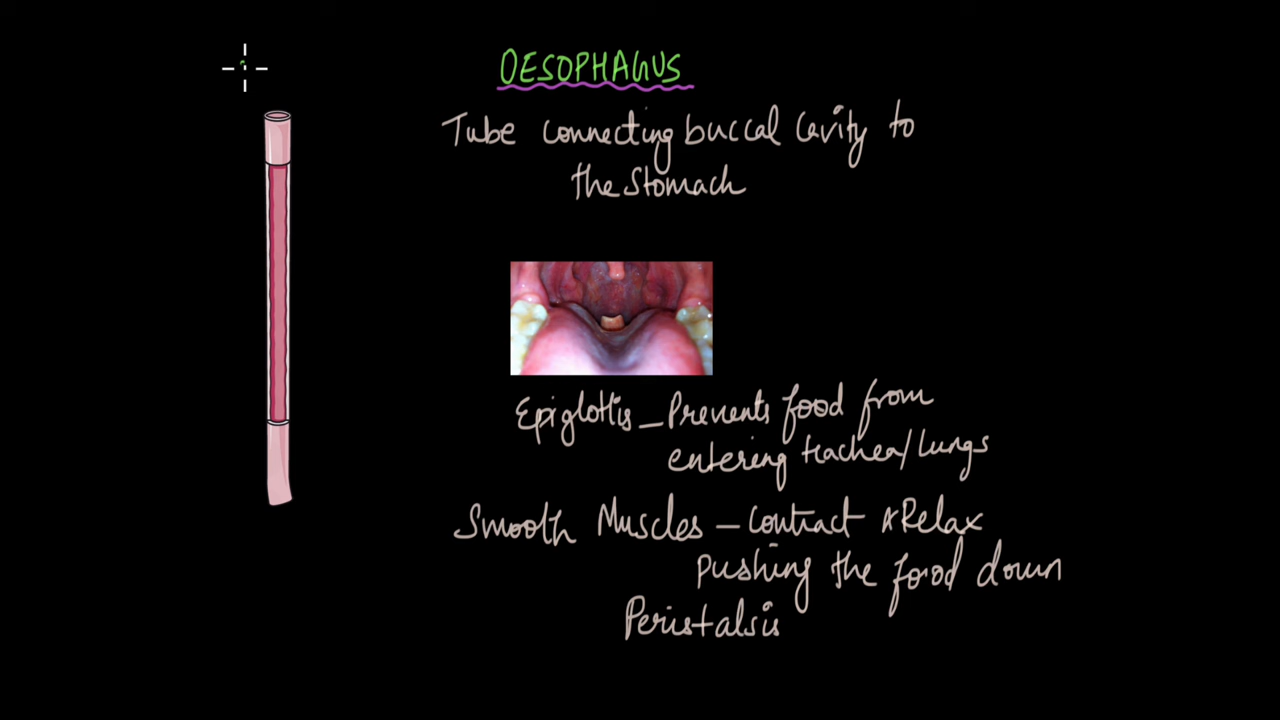 OESOPHAGUS
Tube connecting buccal cavity to
the stomach
Epiglottis - Prevents food from
entering trachea/lungs
Smooth Muscles - Contract & Relax
pushing the food down
Peristalsis